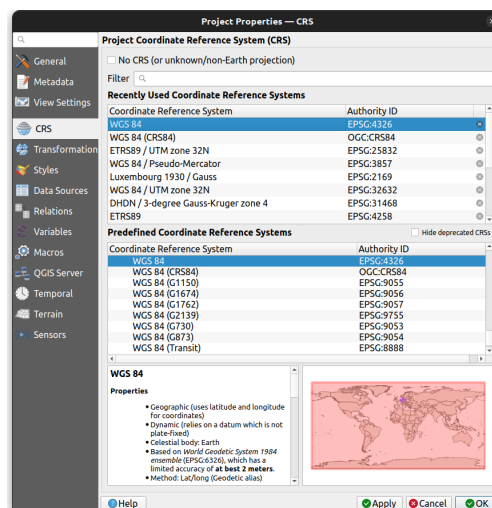 Project Properties — CRS
Project Coordinate Reference System (CRS)
General
Metadata
View Settings
CRS
Transformation
Styles
Data Sources
Relations
Variables
Macros
QGIS Server
Temporal
Terrain
Sensors
No CRS (or unknown/non-Earth projection)
Filter
Recently Used Coordinate Reference Systems
Coordinate Reference System Authority ID
WGS 84 EPSG:4326
WGS 84 (CRS84) OGC:CRS84
ETRS89 / UTM zone 32N EPSG:25832
WGS 84 / Pseudo-Mercator EPSG:3857
Luxembourg 1930 / Gauss EPSG:2169
WGS 84 / UTM zone 32N EPSG:32632
DHDN / 3-degree Gauss-Kruger zone 4 EPSG:31468
ETRS89 EPSG:4258
Predefined Coordinate Reference Systems Hide deprecated CRSs
Coordinate Reference System Authority ID
WGS 84 EPSG:4326
WGS 84 (CRS84) OGC:CRS84
WGS 84 (G1150) EPSG:9055
WGS 84 (G1674) EPSG:9056
WGS 84 (G1762) EPSG:9057
WGS 84 (G2139) EPSG:9755
WGS 84 (G730) EPSG:9053
WGS 84 (G873) EPSG:9054
WGS 84 (Transit) EPSG:8888
WGS 84
Properties
• Geographic (uses latitude and longitude
for coordinates)
• Dynamic (relies on a datum which is not
plate-fixed)
• Celestial body: Earth
• Based on World Geodetic System 1984
ensemble (EPSG:6326), which has a
limited accuracy of at best 2 meters.
• Method: Lat/long (Geodetic alias)
Help
Apply
Cancel
OK